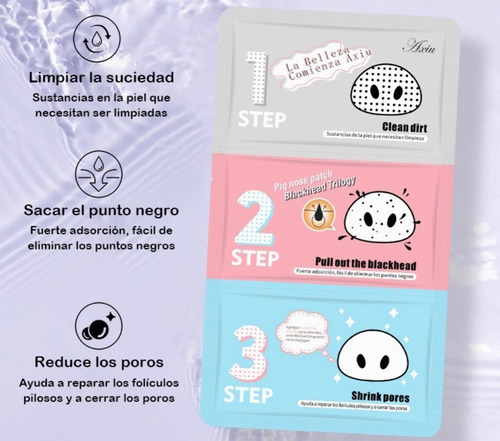 Limpiar la suciedad
Sustancias en la piel que
necesitan ser limpiadas
Sacar el punto negro
Fuerte adsorción, fácil de
eliminar los puntos negros
Reduce los poros
Ayuda a reparar los folículos
pilosos y a cerrar los poros
1
STEP
La Belleza
Comienza Axiu
Axiu
Clean dirt
Sustancias de la piel que necesitan limpieza
2
STEP
Pig nose patch
Blackhead Trilogy
Pull out the blackhead
Fuerte adsorción, fácil de eliminar los puntos negros
3
STEP
Shrink pores
Ayuda a reparar los folículos pilosos y a cerrar los poros